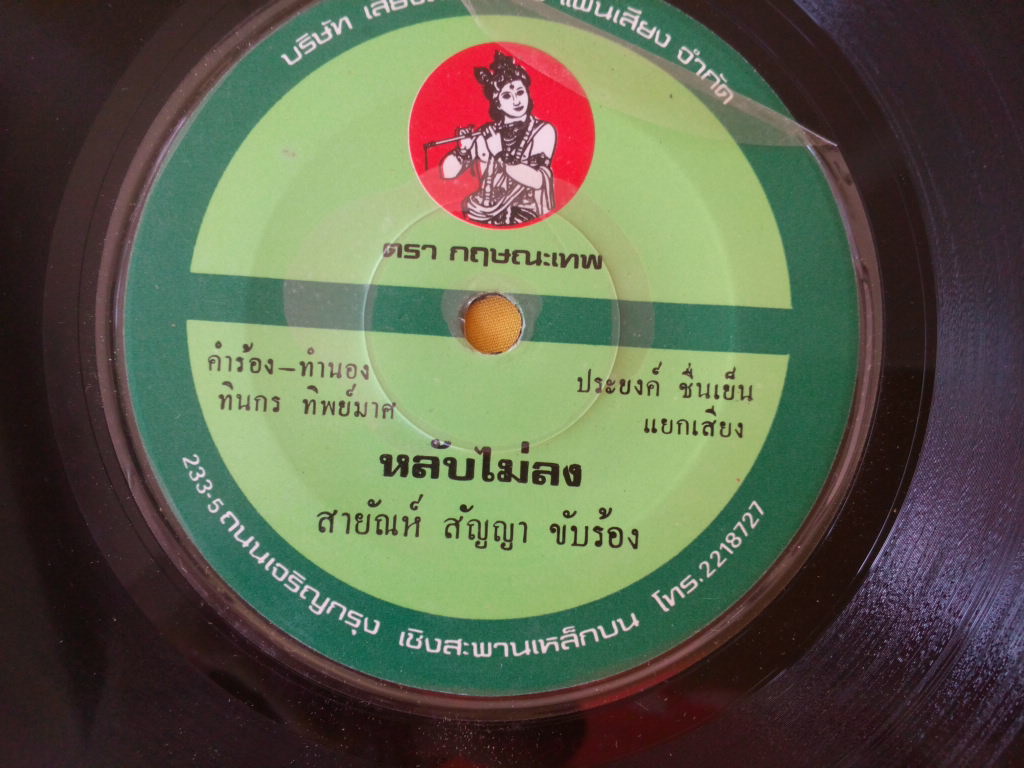 บริษัท แผ่นเสียง จำกัด
ตรา กฤษณะเทพ
คำร้อง–ทำนอง
ทินกร ทิพย์มาศ
ประยงค์ ชื่นเย็น
แยกเสียง
หลับไม่ลง
สายัณห์ สัญญา ขับร้อง
233-5 ถนนเจริญกรุง เชิงสะพานเหล็กบน โทร.2218727